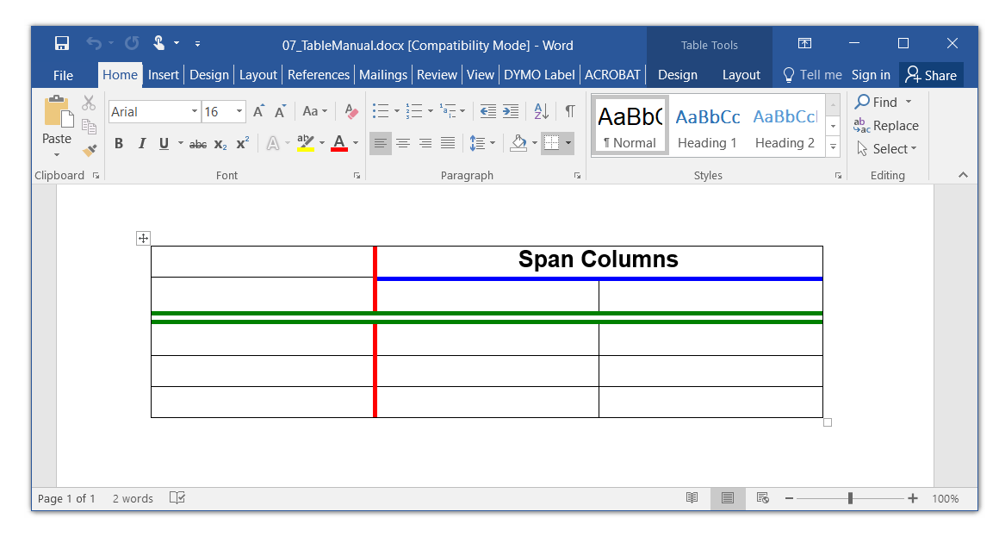 07_TableManual.docx [Compatibility Mode] - Word
Table Tools
File Home Insert Design Layout References Mailings Review View DYMO Label ACROBAT Design Layout Tell me Sign in Share
Paste
Arial 16 A A Aa A
B I U abc X₂ X² A ab A
A Z
¶
AaBbC AaBbCc AaBbCcl
¶ Normal Heading 1 Heading 2
Find
ab ac Replace
Select
Clipboard Font Paragraph Styles Editing
Span Columns
Page 1 of 1 2 words 100%